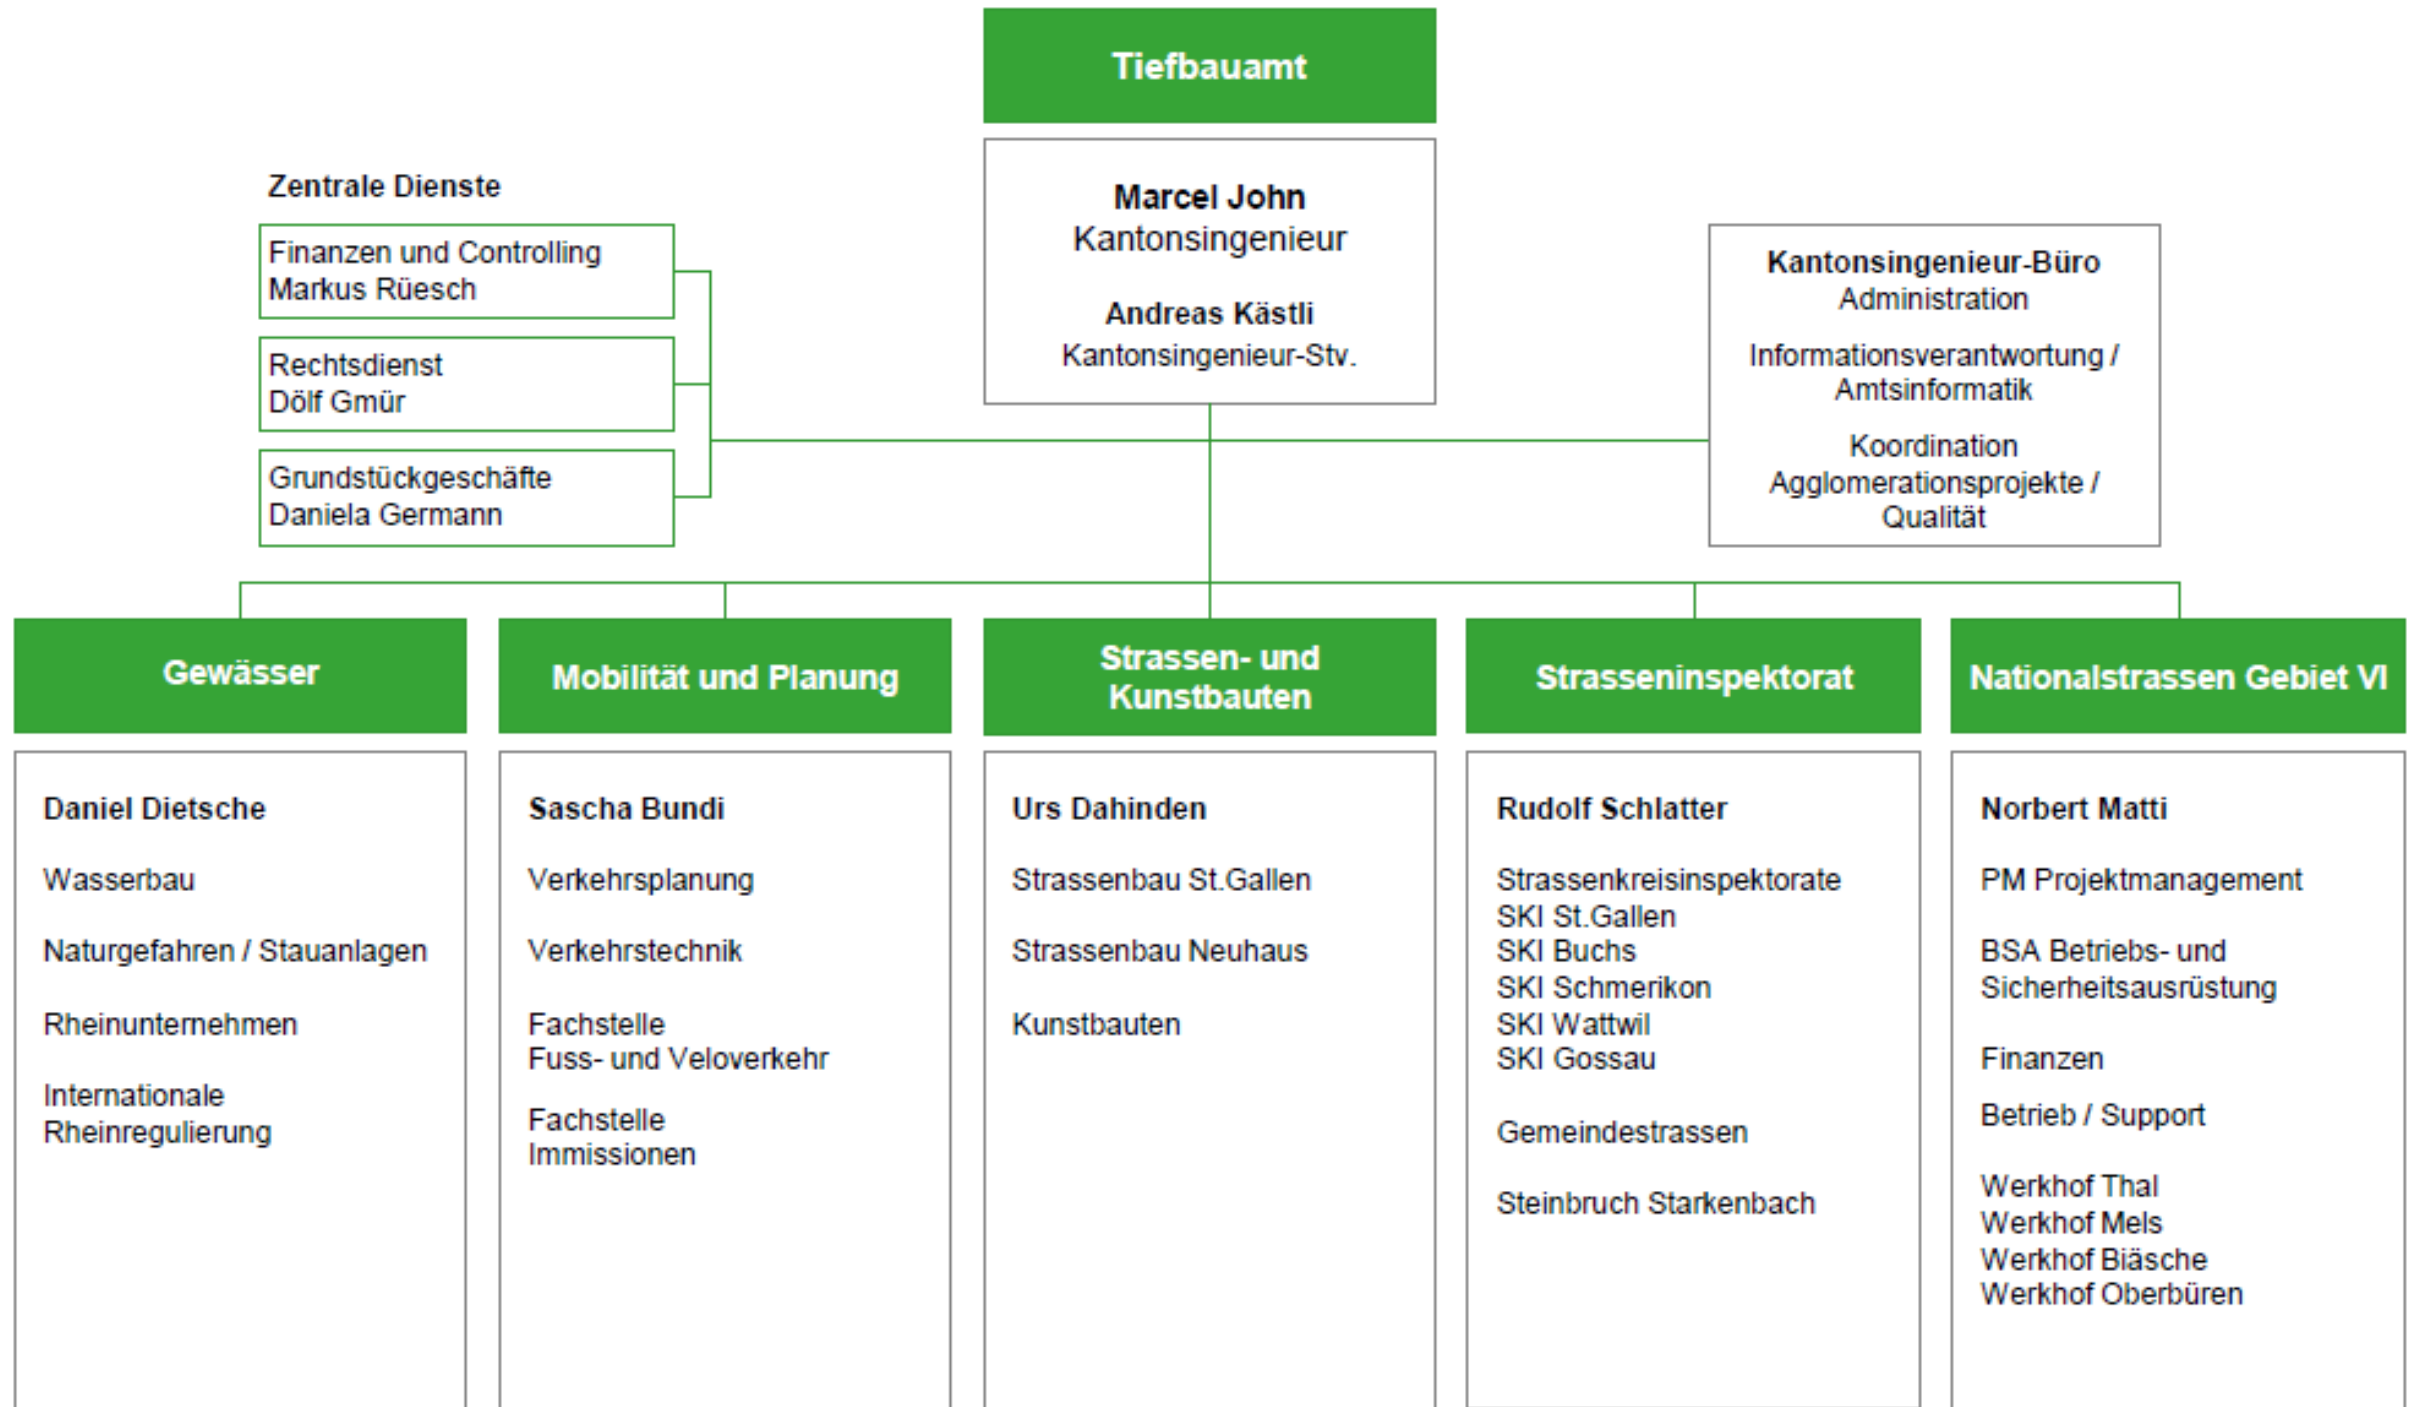 Tiefbauamt
Marcel John
Kantonsingenieur
Andreas Kästli
Kantonsingenieur-Stv.
Zentrale Dienste
Finanzen und Controlling
Markus Rüesch
Rechtsdienst
Dölf Gmür
Grundstückgeschäfte
Daniela Germann
Kantonsingenieur-Büro
Administration
Informationsverantwortung /
Amtsinformatik
Koordination
Agglomerationsprojekte /
Qualität
Gewässer
Daniel Dietsche
Wasserbau
Naturgefahren / Stauanlagen
Rheinunternehmen
Internationale
Rheinregulierung
Mobilität und Planung
Sascha Bundi
Verkehrsplanung
Verkehrstechnik
Fachstelle
Fuss- und Veloverkehr
Fachstelle
Immissionen
Strassen- und
Kunstbauten
Urs Dahinden
Strassenbau St.Gallen
Strassenbau Neuhaus
Kunstbauten
Strasseninspektorat
Rudolf Schlatter
Strassenkreisinspektorate
SKI St.Gallen
SKI Buchs
SKI Schmerikon
SKI Wattwil
SKI Gossau
Gemeindestrassen
Steinbruch Starkenbach
Nationalstrassen Gebiet VI
Norbert Matti
PM Projektmanagement
BSA Betriebs- und
Sicherheitsausrüstung
Finanzen
Betrieb / Support
Werkhof Thal
Werkhof Mels
Werkhof Biäsche
Werkhof Oberbüren